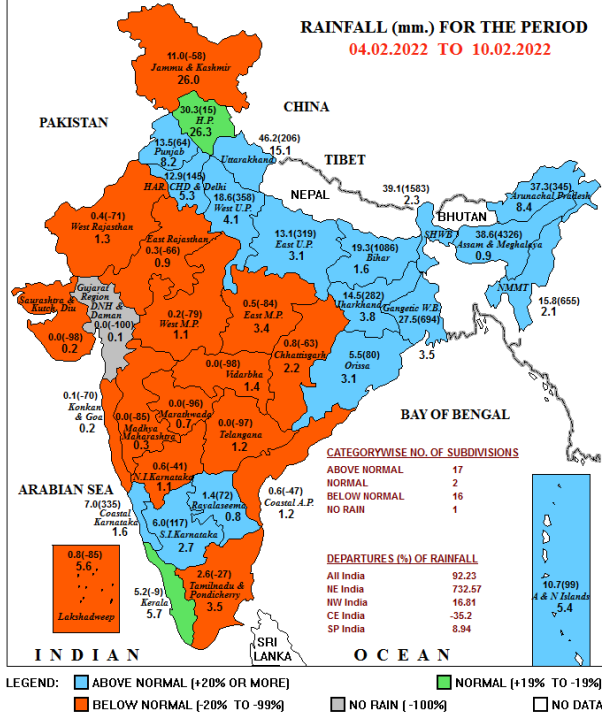 RAINFALL (mm.) FOR THE PERIOD
04.02.2022 TO 10.02.2022
11.0(-58)
Jammu & Kashmir
26.0
CHINA
30.3(15)
H.P.
26.3
PAKISTAN
13.5(64)
Punjab
8.2
46.2(206)
15.1
Uttarakhand
TIBET
12.9(145)
HAR. CHD & Delhi
5.3
NEPAL
18.6(358)
West U.P.
4.1
39.1(1583)
2.3
37.3(345)
Arunachal Pradesh
8.4
BHUTAN
0.4(-71)
West Rajasthan
1.3
East Rajasthan
0.3(-66)
0.9
13.1(319)
East U.P.
3.1
SHWB
38.6(4326)
Assam & Meghalaya
0.9
19.3(1086)
Bihar
1.6
NMMT
15.8(655)
2.1
Gujarat
Region
DNH &
Daman
0.0(-100)
0.1
Saurashtra &
Kutch, Diu
0.0(-98)
0.2
0.2(-79)
West M.P.
1.1
0.5(-84)
East M.P.
3.4
14.5(282)
Jharkhand
3.8
Gangetic W.B.
27.5(694)
3.5
0.8(-63)
Chhattisgarh
2.2
5.5(80)
Orissa
3.1
0.0(-98)
Vidarbha
1.4
0.1(-70)
Konkan
& Goa
0.2
0.0(-96)
Marathwada
0.7
0.0(-85)
Madhya
Maharashtra
0.3
0.0(-97)
Telangana
1.2
BAY OF BENGAL
0.6(-41)
N.I.Karnataka
1.1
CATEGORYWISE NO. OF SUBDIVISIONS
ABOVE NORMAL 17
NORMAL 2
BELOW NORMAL 16
NO RAIN 1
ARABIAN SEA
7.0(335)
Coastal
Karnataka
1.6
1.4(72)
Rayalaseema
0.8
0.6(-47)
Coastal A.P.
1.2
6.0(117)
S.I.Karnataka
2.7
DEPARTURES (%) OF RAINFALL
All India 92.23
NE India 732.57
NW India 16.81
CE India -35.2
SP India 8.94
0.8(-85)
5.6
Lakshadweep
5.2(-9)
Kerala
5.7
2.6(-27)
Tamilnadu &
Pondicherry
3.5
10.7(99)
A & N Islands
5.4
SRI
LANKA
INDIAN OCEAN
LEGEND: ABOVE NORMAL (+20% OR MORE) NORMAL (+19% TO -19%)
BELOW NORMAL (-20% TO -99%) NO RAIN (-100%) NO DATA